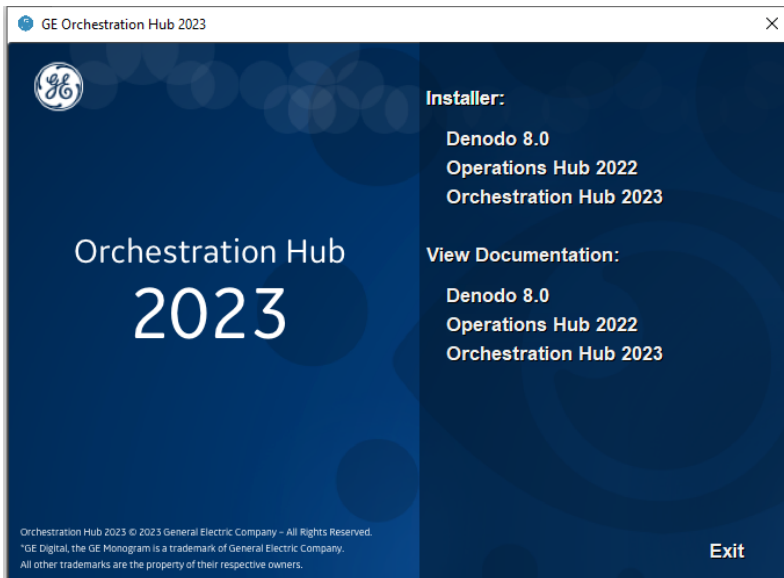 GE Orchestration Hub 2023
Orchestration Hub
2023
Orchestration Hub 2023 © 2023 General Electric Company – All Rights Reserved.
*GE Digital, the GE Monogram is a trademark of General Electric Company.
All other trademarks are the property of their respective owners.
Installer:
Denodo 8.0
Operations Hub 2022
Orchestration Hub 2023
View Documentation:
Denodo 8.0
Operations Hub 2022
Orchestration Hub 2023
Exit